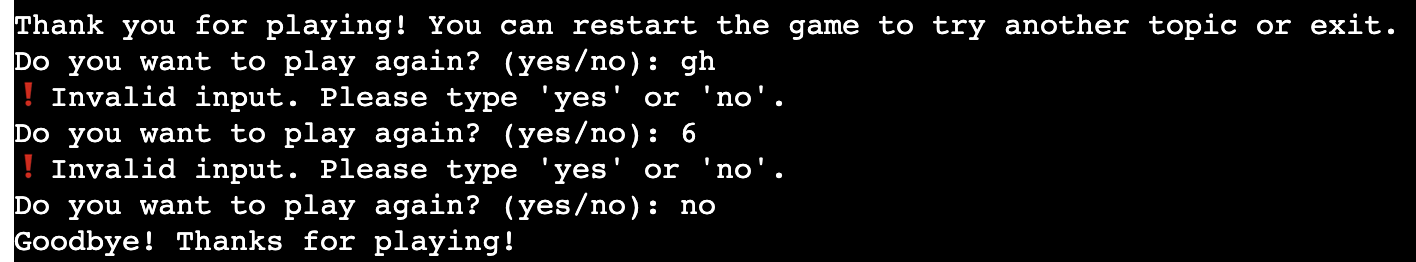 Thank you for playing! You can restart the game to try another topic or exit.
Do you want to play again? (yes/no): gh
❗ Invalid input. Please type 'yes' or 'no'.
Do you want to play again? (yes/no): 6
❗ Invalid input. Please type 'yes' or 'no'.
Do you want to play again? (yes/no): no
Goodbye! Thanks for playing!